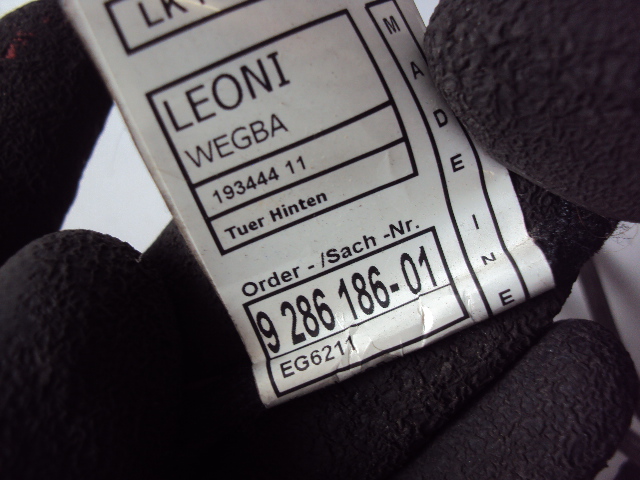 LEONI
WEGBA
193444 11
Tuer Hinten
Order - /Sach -Nr.
9 286 186-01
EG6211
MADE IN E